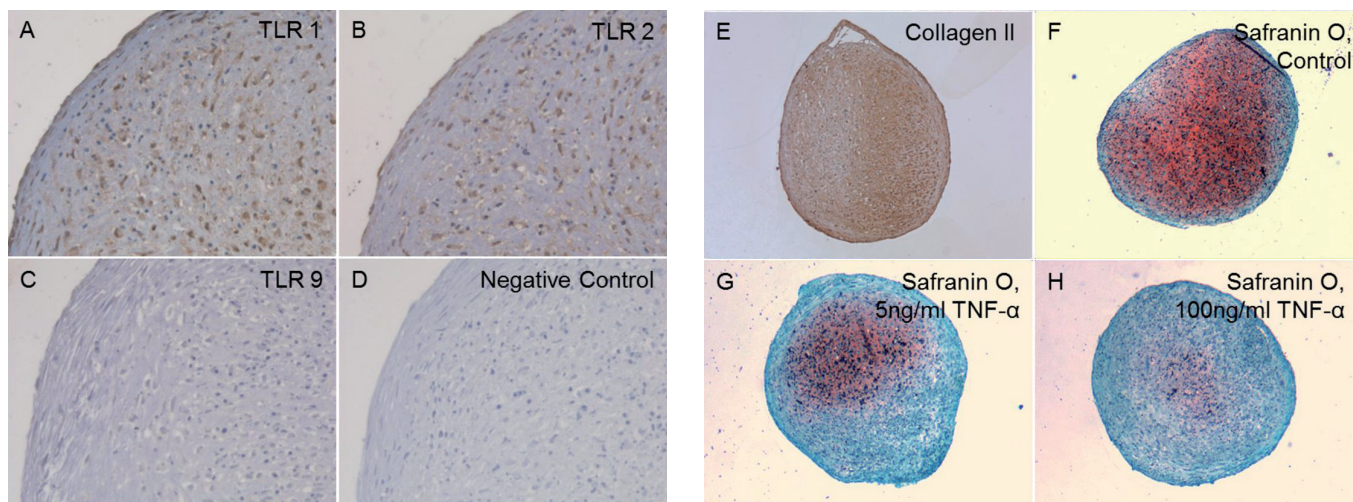 A
TLR 1
B
TLR 2
C
TLR 9
D
Negative Control
E
Collagen II
F
Safranin O,
Control
G
Safranin O,
5ng/ml TNF-α
H
Safranin O,
100ng/ml TNF-α